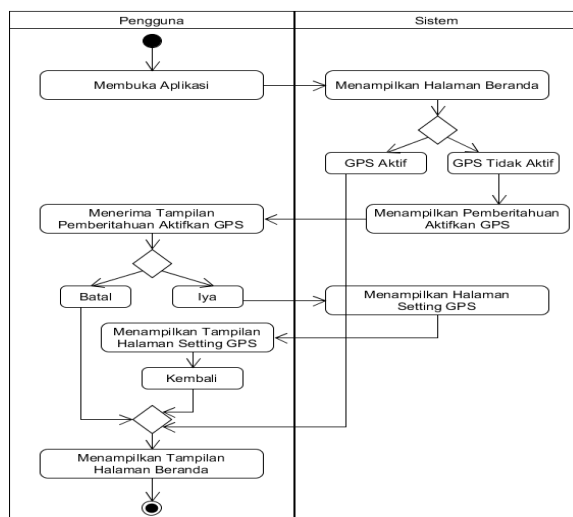 Pengguna
Sistem
Membuka Aplikasi
Menampilkan Halaman Beranda
GPS Aktif
GPS Tidak Aktif
Menerima Tampilan
Pemberitahuan Aktifkan GPS
Menampilkan Pemberitahuan
Aktifkan GPS
Batal
Iya
Menampilkan Halaman
Setting GPS
Menampilkan Tampilan
Halaman Setting GPS
Kembali
Menampilkan Tampilan
Halaman Beranda